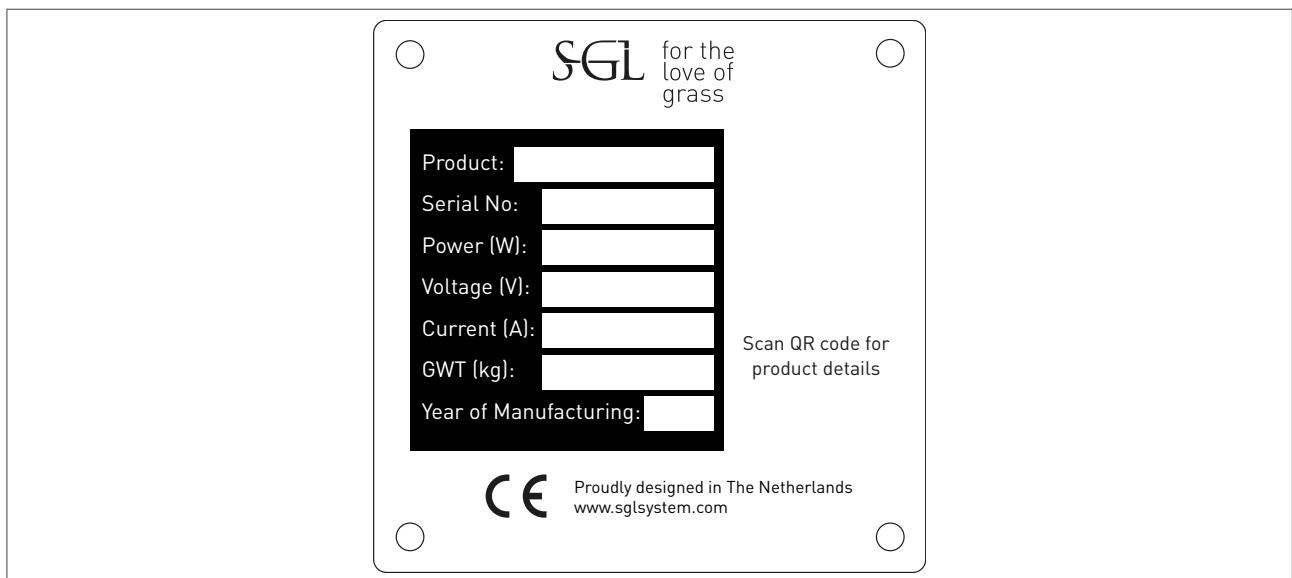 SGL
for the
love of
grass
Product:
Serial No:
Power (W):
Voltage (V):
Current (A):
GWT (kg):
Year of Manufacturing:
Scan QR code for
product details
CE
Proudly designed in The Netherlands
www.sglsystem.com